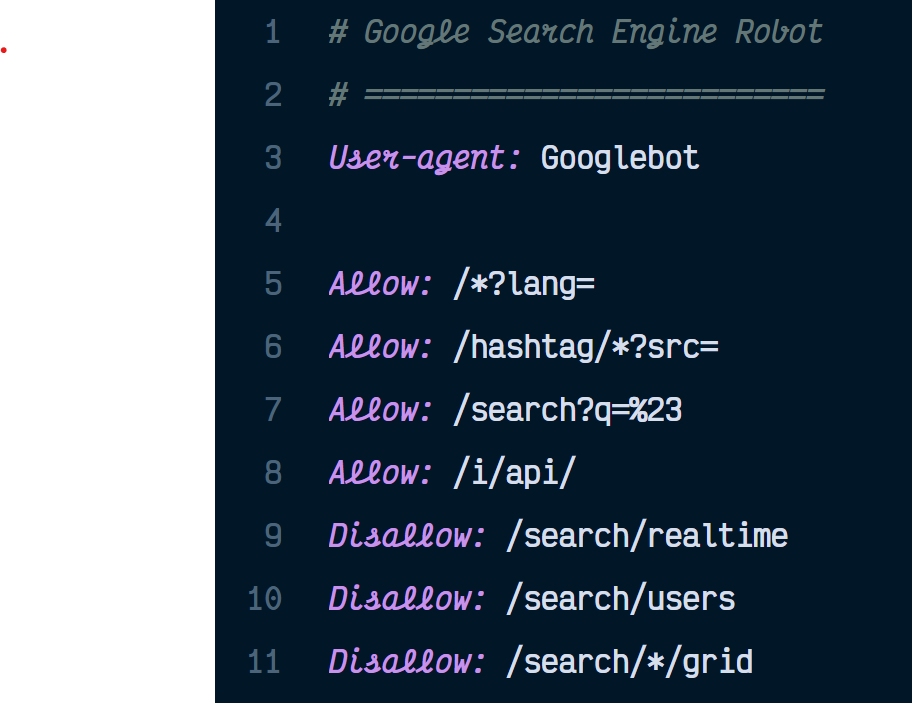 1 # Google Search Engine Robot
2 # ==========================
3 User-agent: Googlebot
4
5 Allow: /*?lang=
6 Allow: /hashtag/*?src=
7 Allow: /search?q=%23
8 Allow: /i/api/
9 Disallow: /search/realtime
10 Disallow: /search/users
11 Disallow: /search/*/grid